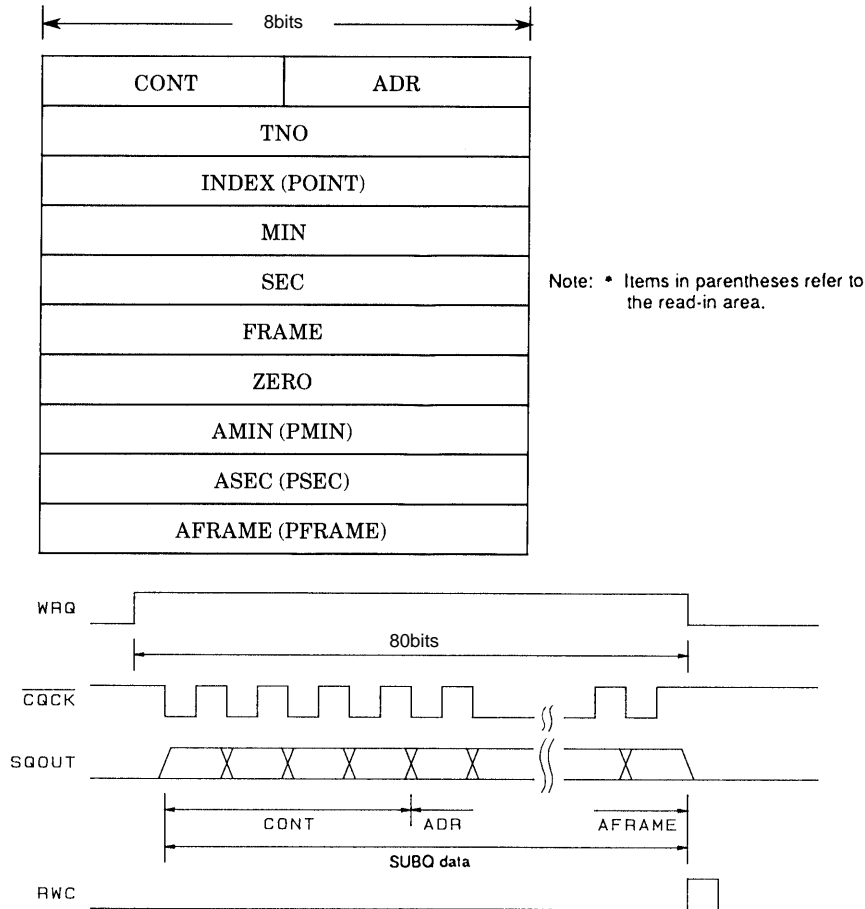 8bits
CONT ADR
TNO
INDEX (POINT)
MIN
SEC
FRAME
ZERO
AMIN (PMIN)
ASEC (PSEC)
AFRAME (PFRAME)
Note: * Items in parentheses refer to
the read-in area.
WRQ
80bits
CQCK
SQOUT
CONT ADR AFRAME
SUBQ data
RWC